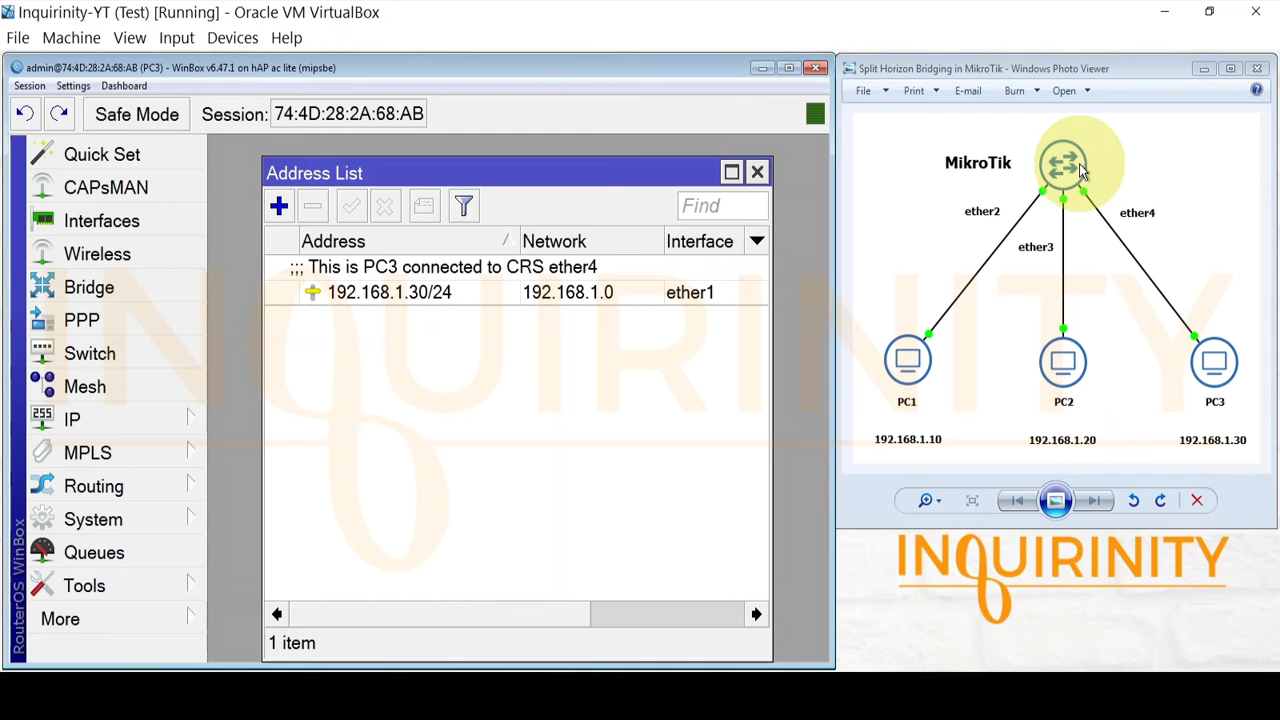 Inquirinity-YT (Test) [Running] - Oracle VM VirtualBox
File Machine View Input Devices Help
admin@74:4D:28:2A:68:AB (PC3) - WinBox v6.47.1 on hAP ac lite (mipsbe)
Session Settings Dashboard
Safe Mode Session: 74:4D:28:2A:68:AB
Quick Set
CAPsMAN
Interfaces
Wireless
Bridge
PPP
Switch
Mesh
255 IP
MPLS
Routing
System
Queues
Tools
More
RouterOS WinBox
Address List
Find
Address Network Interface
;;; This is PC3 connected to CRS ether4
192.168.1.30/24 192.168.1.0 ether1
1 item
Split Horizon Bridging in MikroTik - Windows Photo Viewer
File Print E-mail Burn Open
MikroTik
ether2
ether3
ether4
PC1 PC2 PC3
192.168.1.10 192.168.1.20 192.168.1.30
INQUIRINITY
INQUIRINITY